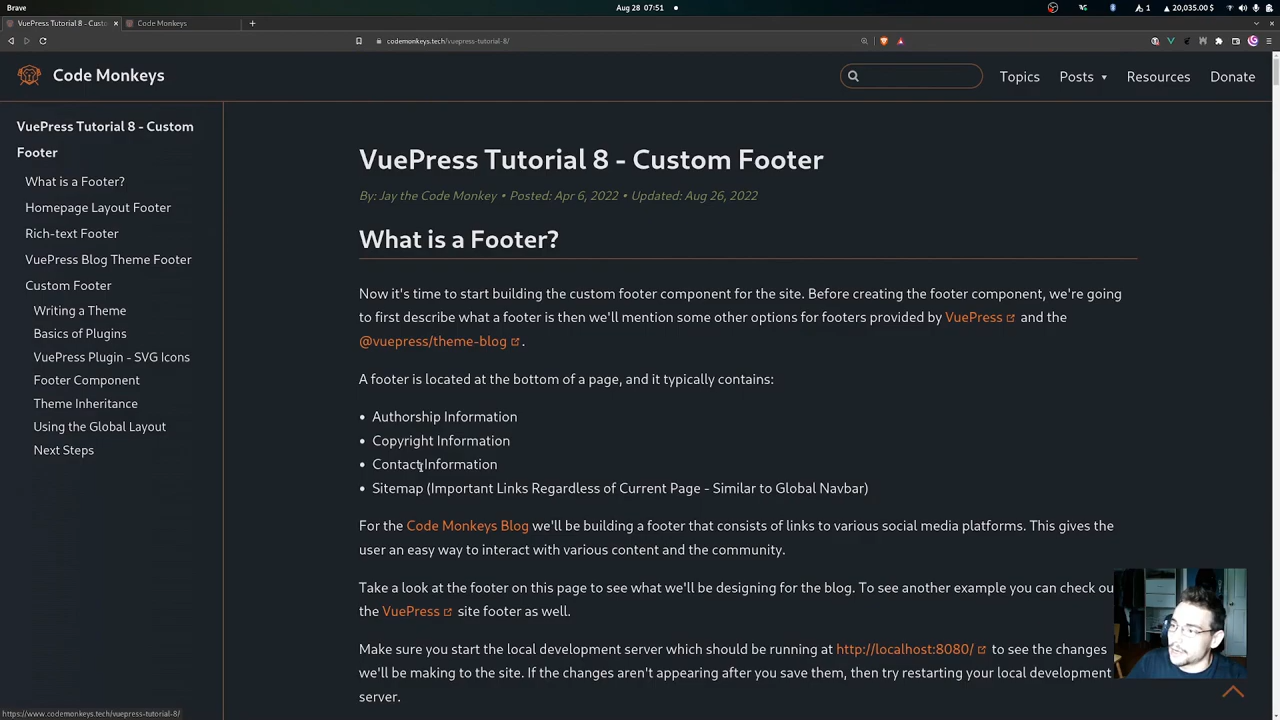 Brave
Aug 28 07:51
1
20,035.00 $
VuePress Tutorial 8 - Custo
Code Monkeys
codemonkeys.tech/vuepress-tutorial-8/
Code Monkeys
Topics
Posts
Resources
Donate
VuePress Tutorial 8 - Custom
Footer
What is a Footer?
Homepage Layout Footer
Rich-text Footer
VuePress Blog Theme Footer
Custom Footer
Writing a Theme
Basics of Plugins
VuePress Plugin - SVG Icons
Footer Component
Theme Inheritance
Using the Global Layout
Next Steps
VuePress Tutorial 8 - Custom Footer
By: Jay the Code Monkey • Posted: Apr 6, 2022 • Updated: Aug 26, 2022
What is a Footer?
Now it's time to start building the custom footer component for the site. Before creating the footer component, we're going
to first describe what a footer is then we'll mention some other options for footers provided by VuePress and the
@vuepress/theme-blog .
A footer is located at the bottom of a page, and it typically contains:
• Authorship Information
• Copyright Information
• Contact Information
• Sitemap (Important Links Regardless of Current Page - Similar to Global Navbar)
For the Code Monkeys Blog we'll be building a footer that consists of links to various social media platforms. This gives the
user an easy way to interact with various content and the community.
Take a look at the footer on this page to see what we'll be designing for the blog. To see another example you can check ou
the VuePress site footer as well.
Make sure you start the local development server which should be running at http://localhost:8080/ to see the changes
we'll be making to the site. If the changes aren't appearing after you save them, then try restarting your local development
server.
https://www.codemonkeys.tech/vuepress-tutorial-8/